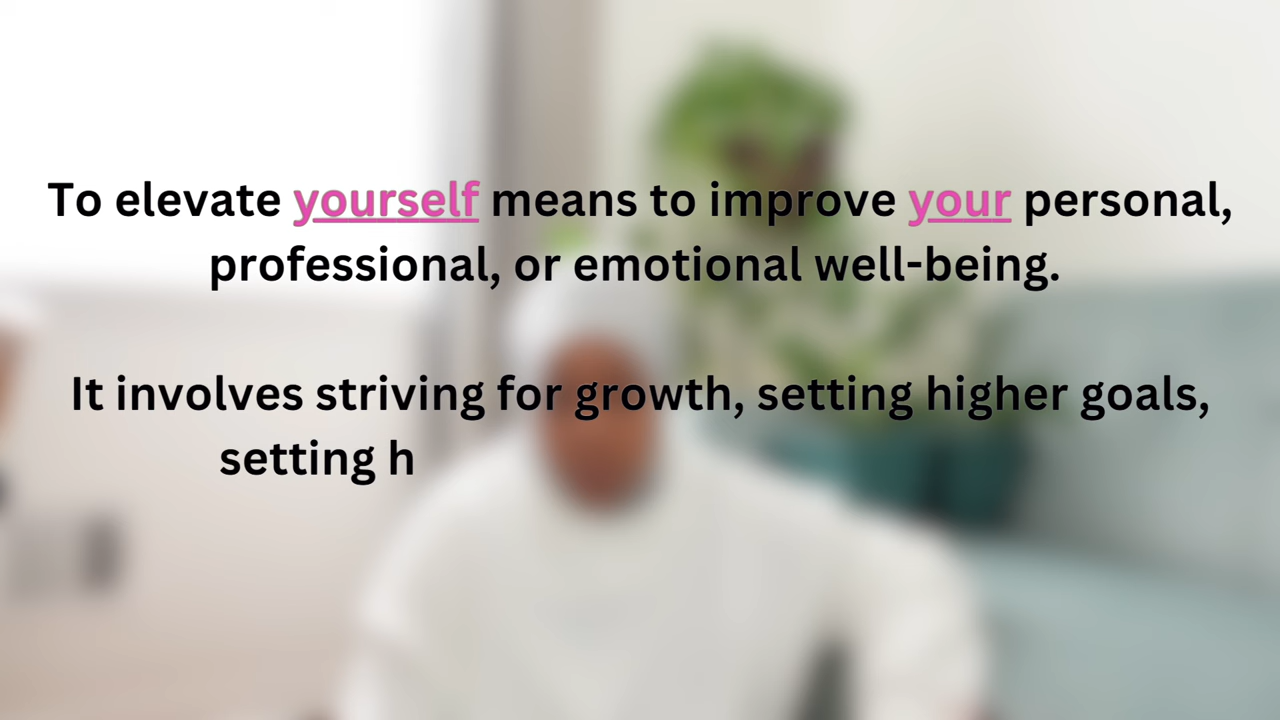 To elevate yourself means to improve your personal,
professional, or emotional well-being.
It involves striving for growth, setting higher goals,
setting h